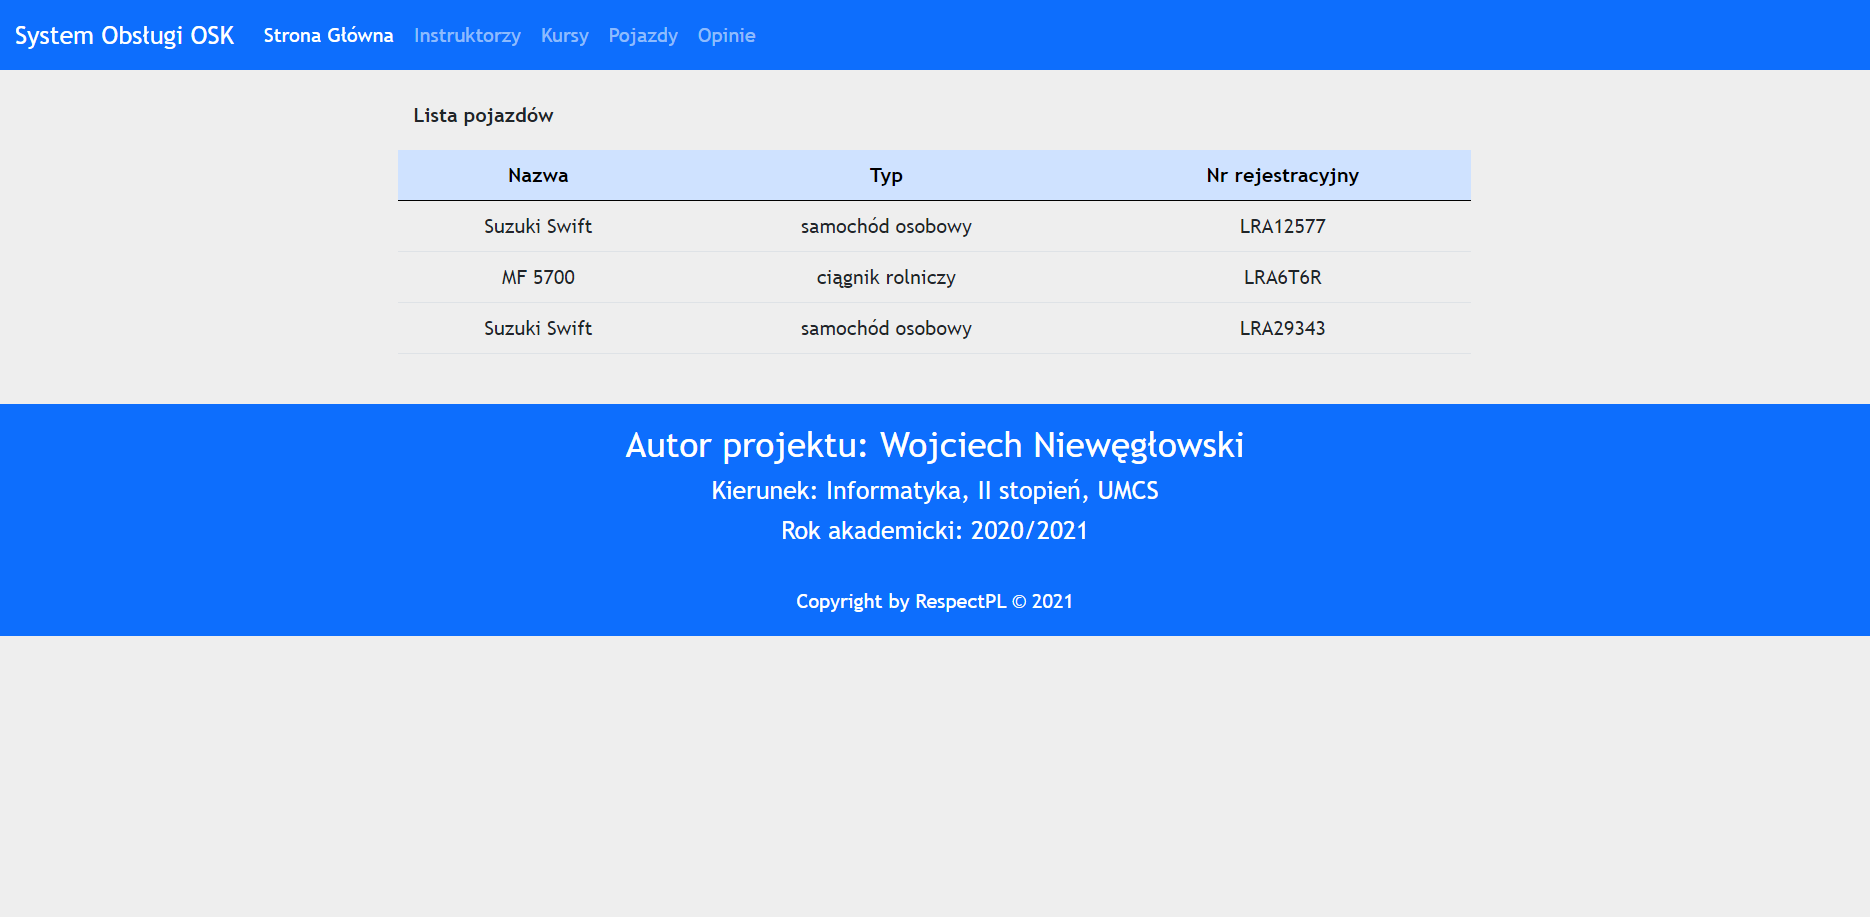 System Obsługi OSK Strona Główna Instruktorzy Kursy Pojazdy Opinie
Lista pojazdów
Nazwa Typ Nr rejestracyjny
Suzuki Swift samochód osobowy LRA12577
MF 5700 ciągnik rolniczy LRA6T6R
Suzuki Swift samochód osobowy LRA29343
Autor projektu: Wojciech Niewęgłowski
Kierunek: Informatyka, II stopień, UMCS
Rok akademicki: 2020/2021
Copyright by RespectPL © 2021